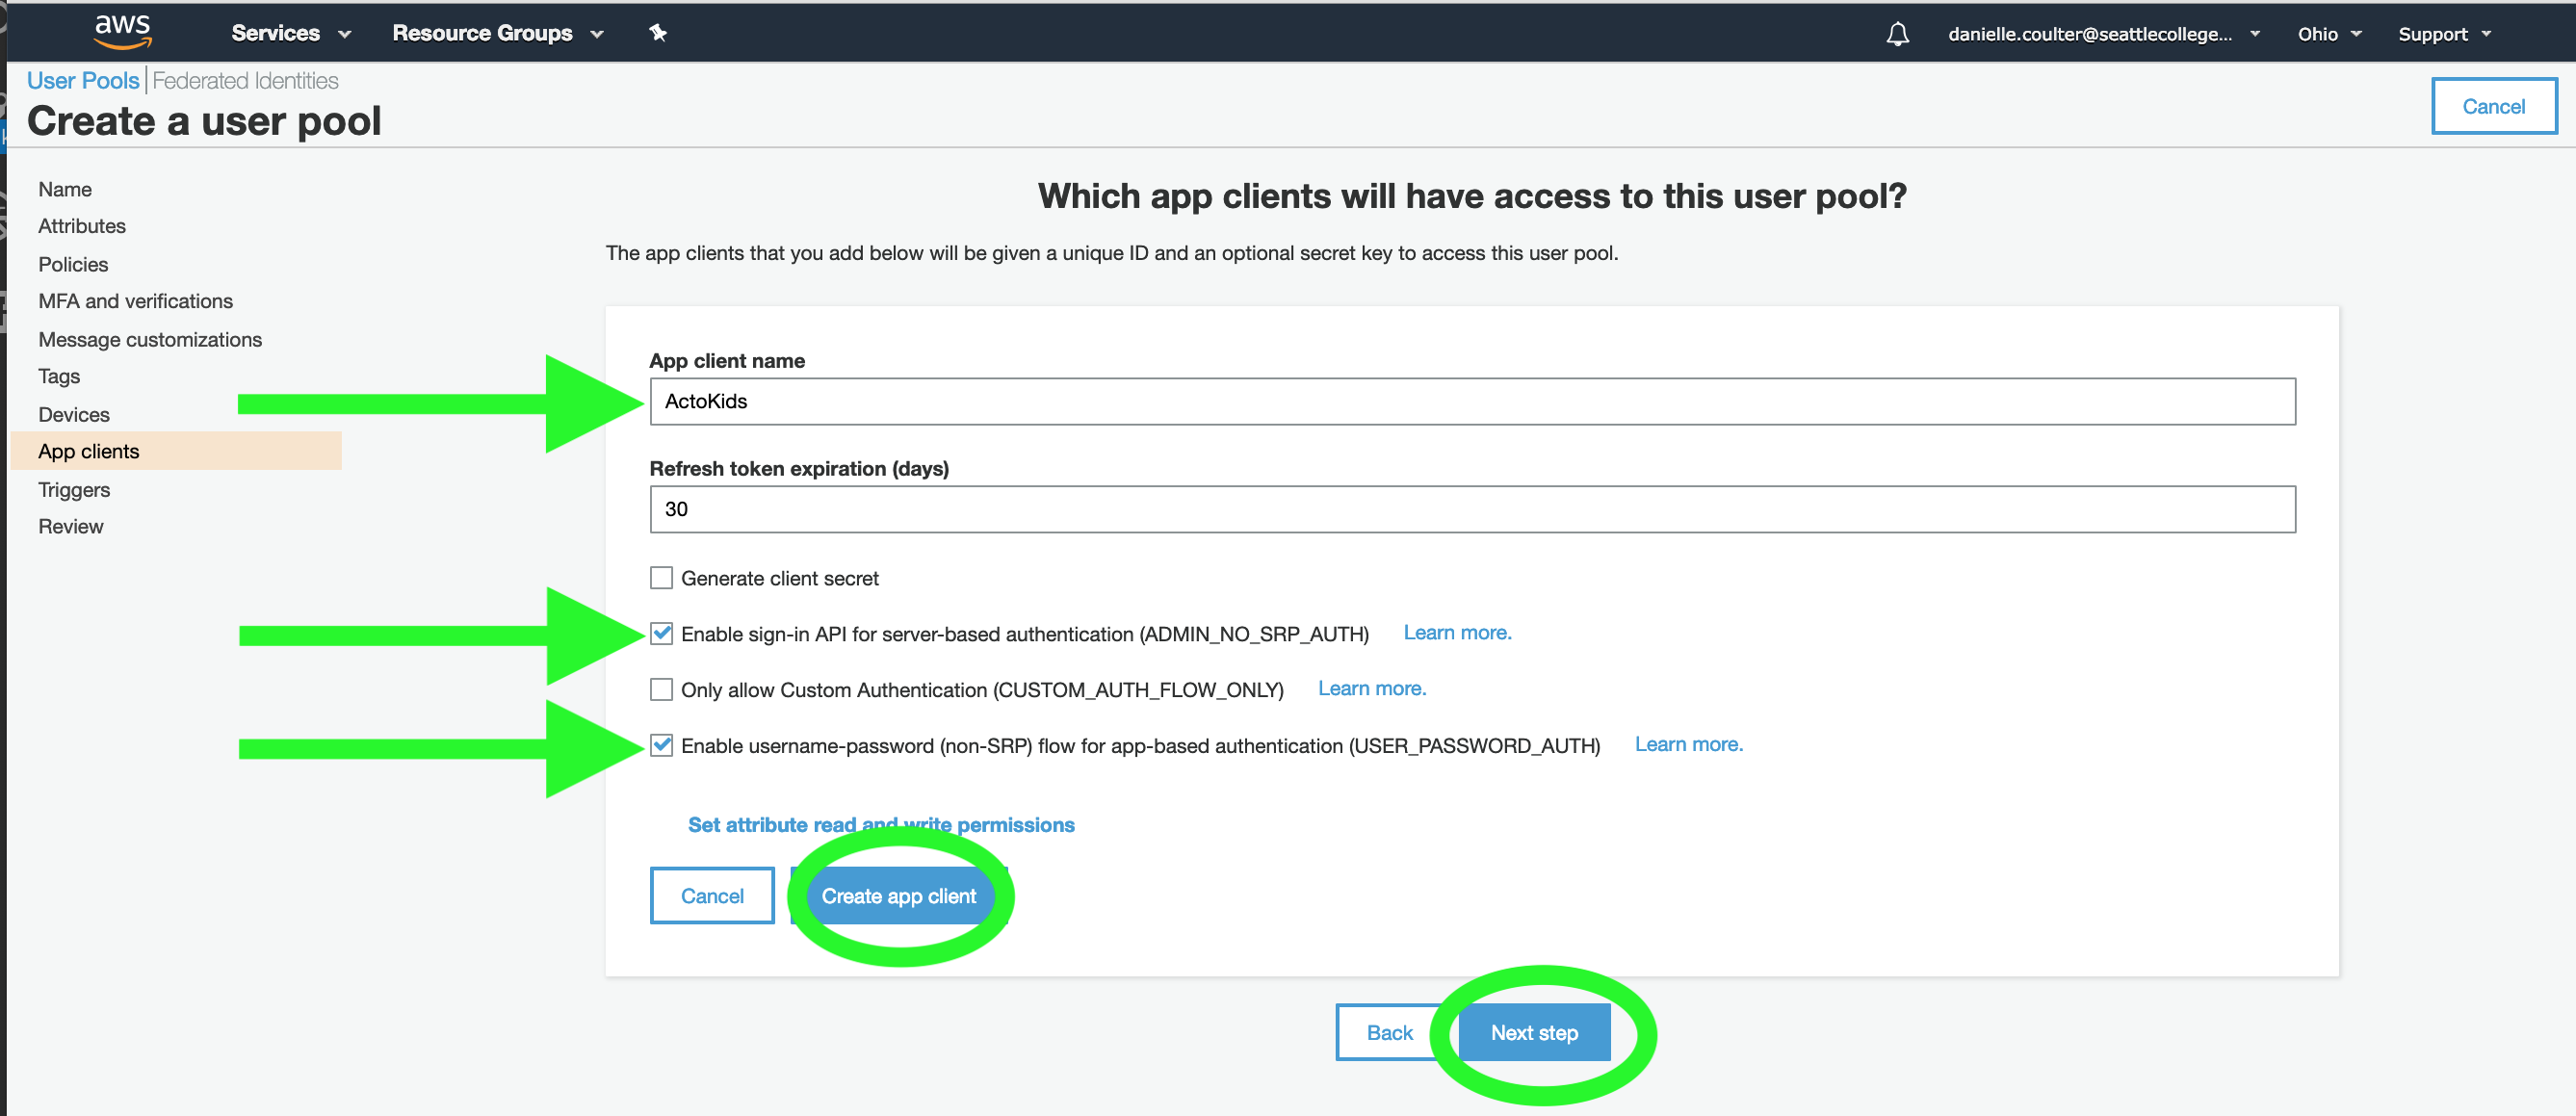 aws Services Resource Groups danielle.coulter@seattlecollege... Ohio Support
User Pools Federated Identities
Create a user pool
Cancel
Name
Attributes
Policies
MFA and verifications
Message customizations
Tags
Devices
App clients
Triggers
Review
Which app clients will have access to this user pool?
The app clients that you add below will be given a unique ID and an optional secret key to access this user pool.
App client name
ActoKids
Refresh token expiration (days)
30
Generate client secret
Enable sign-in API for server-based authentication (ADMIN_NO_SRP_AUTH) Learn more.
Only allow Custom Authentication (CUSTOM_AUTH_FLOW_ONLY) Learn more.
Enable username-password (non-SRP) flow for app-based authentication (USER_PASSWORD_AUTH) Learn more.
Set attribute read and write permissions
Cancel Create app client
Back Next step